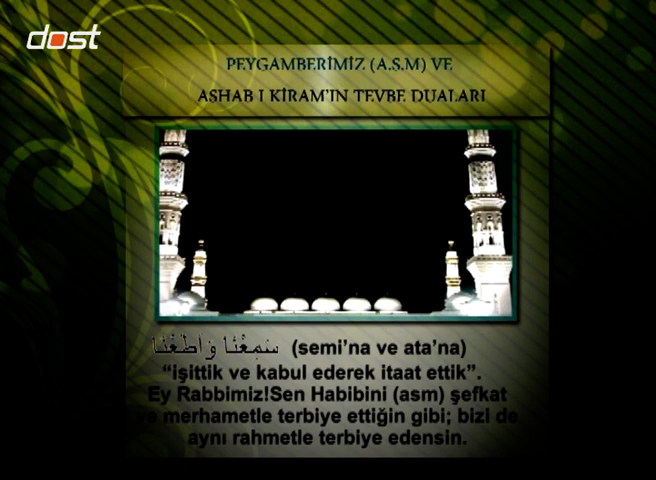 dost
PEYGAMBERİMİZ (A.S.M) VE
ASHAB I KİRAM'IN TEVBE DUALARI
سَمِعْنَا وَأَطَعْنَا (semi'na ve ata'na)
“işittik ve kabul ederek itaat ettik”.
Ey Rabbimiz!Sen Habibini (asm) şefkat
ve merhametle terbiye ettiğin gibi; bizi de
aynı rahmetle terbiye edensin.